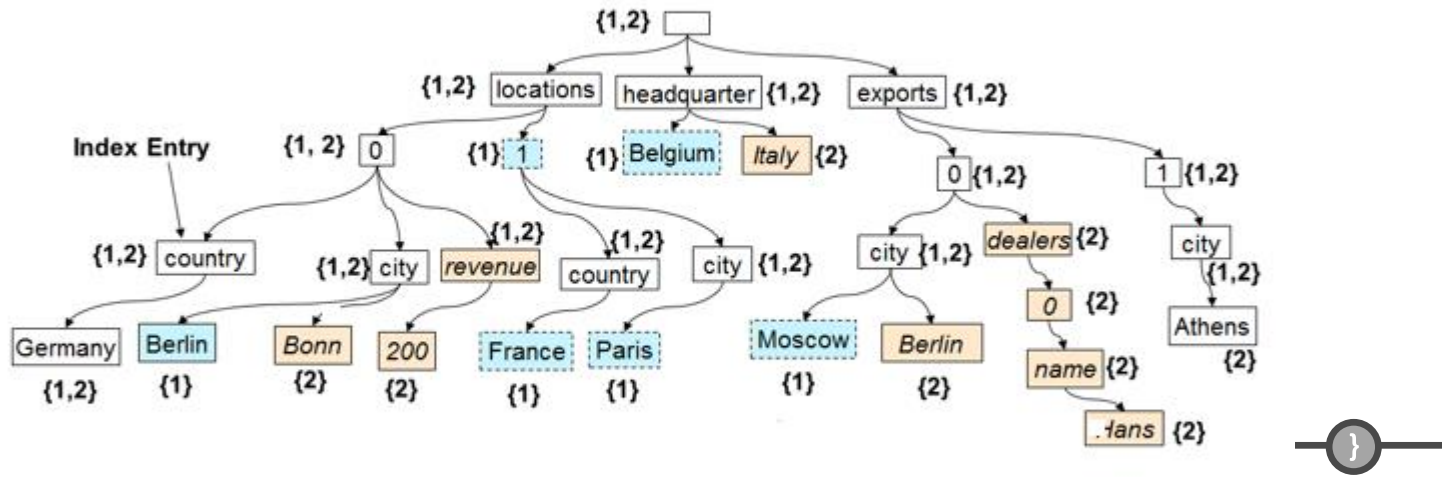 {1,2}
{1,2} locations headquarter {1,2} exports {1,2}
Index Entry {1, 2} 0 {1} 1 {1} Belgium Italy {2} 0 {1,2} 1 {1,2}
{1,2} country {1,2} city revenue {1,2} country {1,2} city {1,2} city {1,2} dealers {2} city {1,2}
0 {2}
Germany Berlin Bonn 200 France Paris Moscow Berlin Athens
{1,2} {1} {2} {2} {1} {1} {1} {2} name {2} {2}
{2}
}